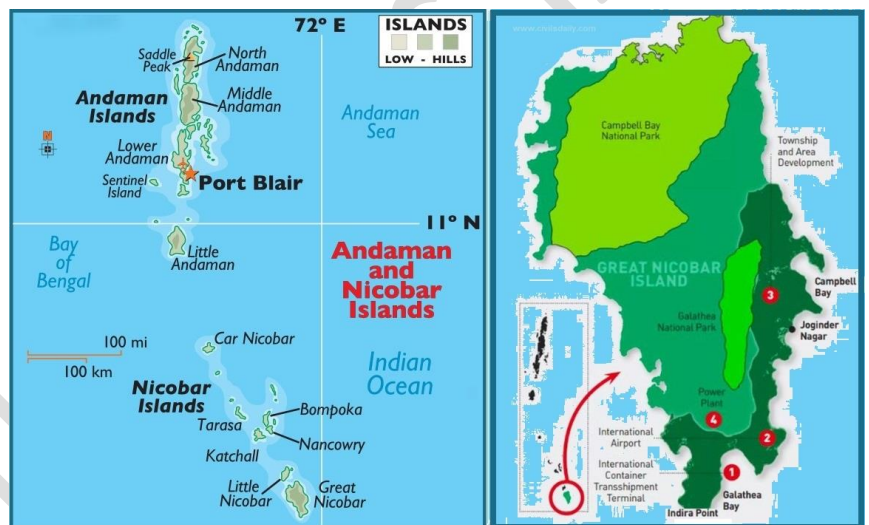 72º E
ISLANDS
LOW - HILLS
Saddle
Peak
North
Andaman
Andaman
Islands
Middle
Andaman
Andaman
Sea
N
Lower
Andaman
Sentinel
Island
Port Blair
11º N
Bay
of
Bengal
Little
Andaman
Andaman
and
Nicobar
Islands
100 mi
100 km
Car Nicobar
Indian
Ocean
Nicobar
Islands
Bompoka
Tarasa
Nancowry
Katchall
Little
Nicobar
Great
Nicobar
Campbell Bay
National Park
Township
and Area
Development
GREAT NICOBAR
ISLAND
3
Campbell
Bay
Galathea
National Park
Joginder
Nagar
Power
Plant
4
International
Airport
2
International
Container
Transshipment
Terminal
1
Galathea
Bay
Indira Point